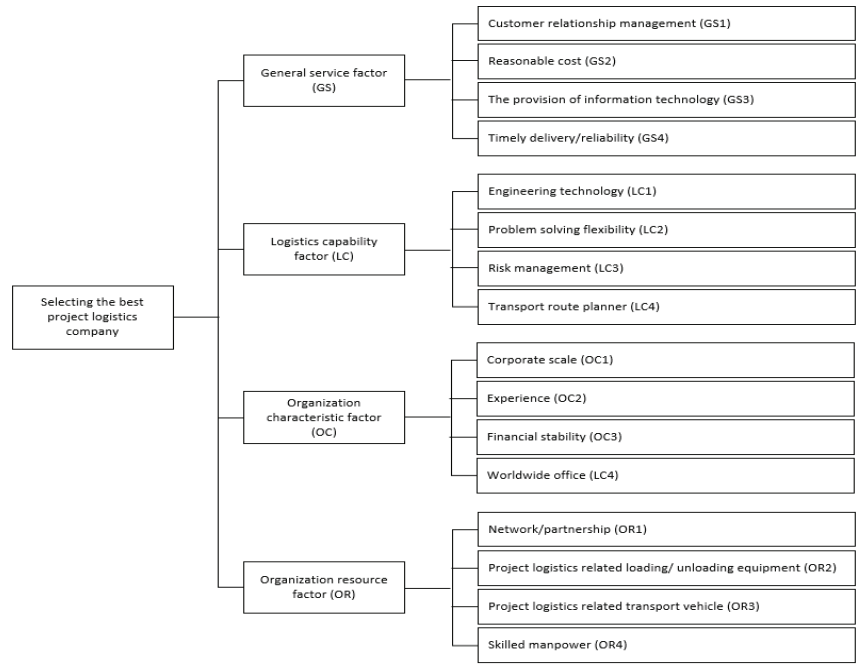 Selecting the best
project logistics
company
General service factor
(GS)
Customer relationship management (GS1)
Reasonable cost (GS2)
The provision of information technology (GS3)
Timely delivery/reliability (GS4)
Logistics capability
factor (LC)
Engineering technology (LC1)
Problem solving flexibility (LC2)
Risk management (LC3)
Transport route planner (LC4)
Organization
characteristic factor
(OC)
Corporate scale (OC1)
Experience (OC2)
Financial stability (OC3)
Worldwide office (LC4)
Organization resource
factor (OR)
Network/partnership (OR1)
Project logistics related loading/ unloading equipment (OR2)
Project logistics related transport vehicle (OR3)
Skilled manpower (OR4)